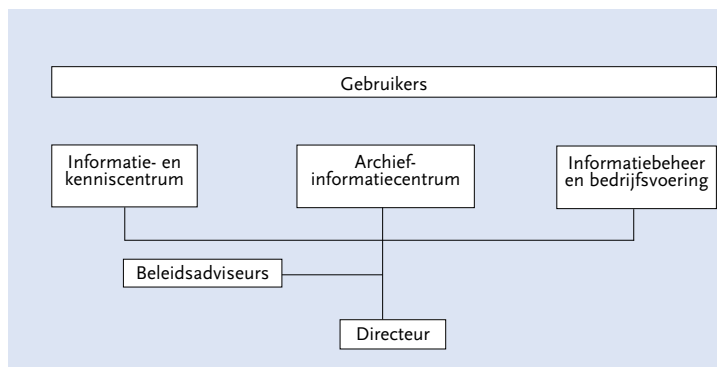 Gebruikers
Informatie- en
kenniscentrum
Archief-
informatiecentrum
Informatiebeheer
en bedrijfsvoering
Beleidsadviseurs
Directeur